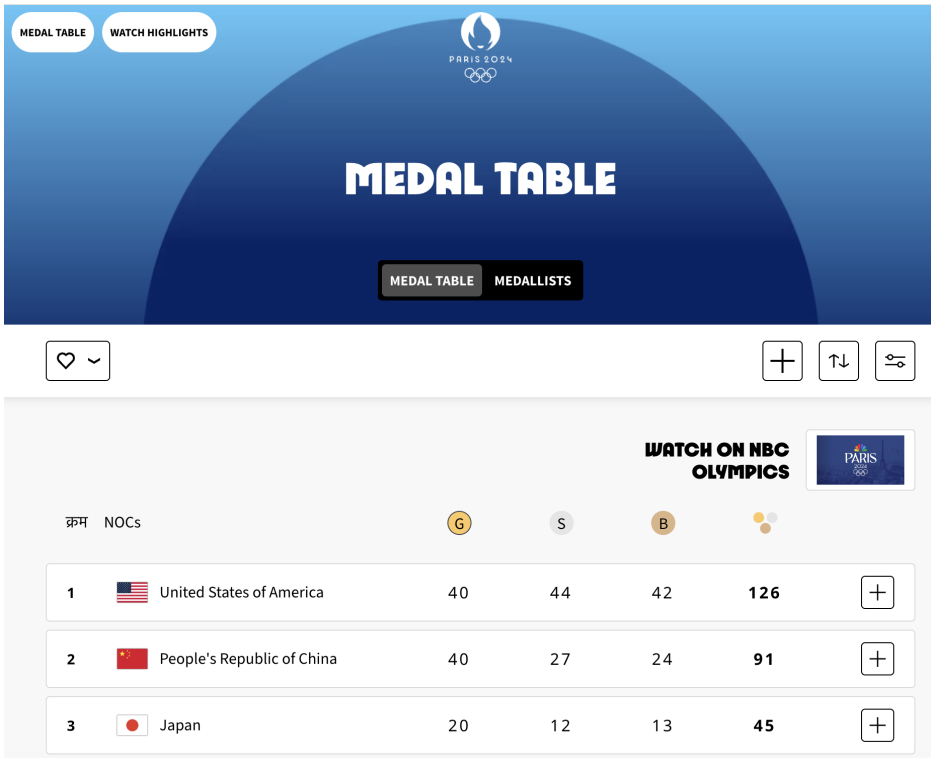 MEDAL TABLE
WATCH HIGHLIGHTS
PARIS 2024
MEDAL TABLE
MEDAL TABLE
MEDALLISTS
WATCH ON NBC
OLYMPICS
PARIS
2024
क्रम NOCs G S B
1 United States of America 40 44 42 126
2 People's Republic of China 40 27 24 91
3 Japan 20 12 13 45